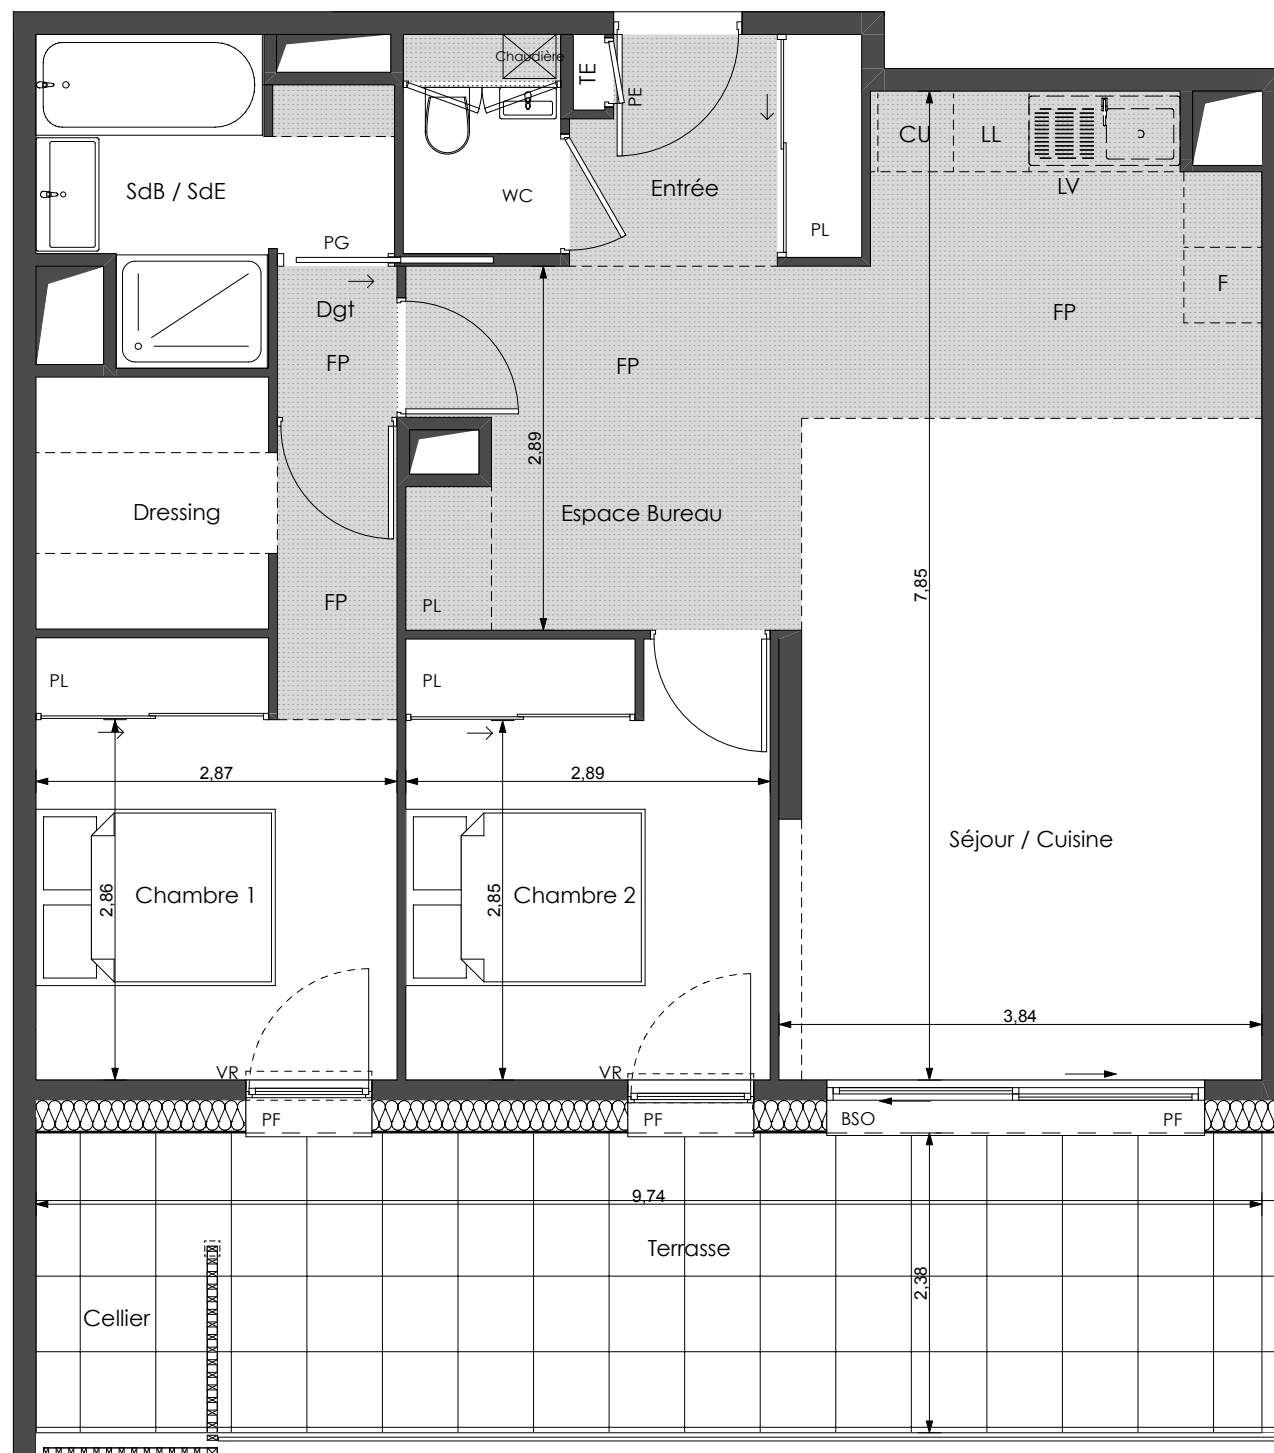 Chaudière
TE
PE
CU
LL
LV
SdB / SdE
WC
Entrée
PL
PG
Dgt
FP
FP
FP
F
2,89
Dressing
Espace Bureau
7,85
FP
PL
PL
PL
2,87
2,89
Séjour / Cuisine
2,86
Chambre 1
2,85
Chambre 2
3,84
VR
VR
PF
PF
BSO
PF
9,74
Terrasse
2,38
Cellier